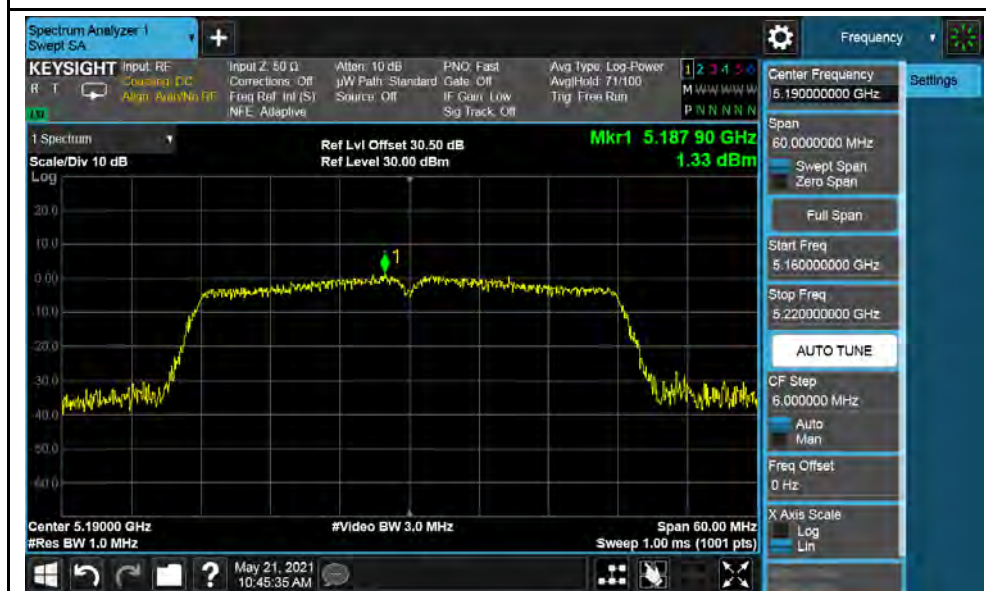 Spectrum Analyzer 1
Swept SA
Frequency
KEYSIGHT
R T
LXI
Input: RF
Coupling: DC
Align: Auto/No RF
Input Z: 50 Ω
Corrections: Off
Freq Ref: Int (S)
NFE: Adaptive
Atten: 10 dB
µW Path: Standard
Source: Off
PNO: Fast
Gate: Off
IF Gain: Low
Sig Track: Off
Avg Type: Log-Power
Avg|Hold: 71/100
Trig: Free Run
1 2 3 4 5 6
M W W W W W
P N N N N N
1 Spectrum
Scale/Div 10 dB
Log
Ref Lvl Offset 30.50 dB
Ref Level 30.00 dBm
Mkr1 5.187 90 GHz
1.33 dBm
20.0
10.0
0.00
-10.0
-20.0
-30.0
-40.0
-50.0
-60.0
1
Center 5.19000 GHz
#Res BW 1.0 MHz
#Video BW 3.0 MHz
Span 60.00 MHz
Sweep 1.00 ms (1001 pts)
May 21, 2021
10:45:35 AM
Center Frequency
5.190000000 GHz
Span
60.0000000 MHz
Swept Span
Zero Span
Full Span
Start Freq
5.160000000 GHz
Stop Freq
5.220000000 GHz
AUTO TUNE
CF Step
6.000000 MHz
Auto
Man
Freq Offset
0 Hz
X Axis Scale
Log
Lin
Settings